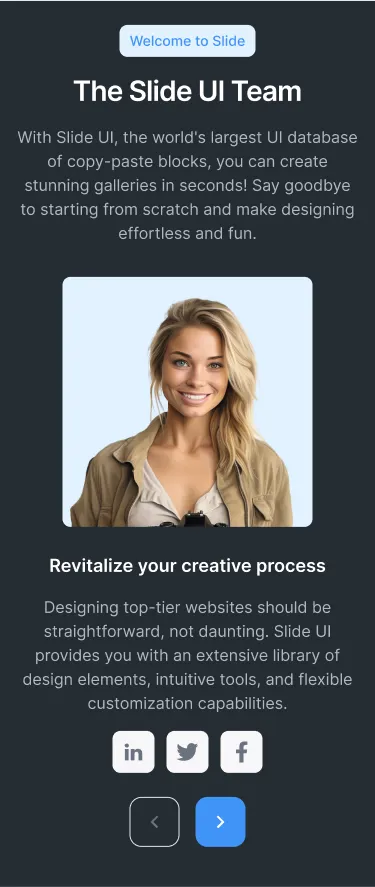 Welcome to Slide
The Slide UI Team
With Slide UI, the world's largest UI database
of copy-paste blocks, you can create
stunning galleries in seconds! Say goodbye
to starting from scratch and make designing
effortless and fun.
Revitalize your creative process
Designing top-tier websites should be
straightforward, not daunting. Slide UI
provides you with an extensive library of
design elements, intuitive tools, and flexible
customization capabilities.
in